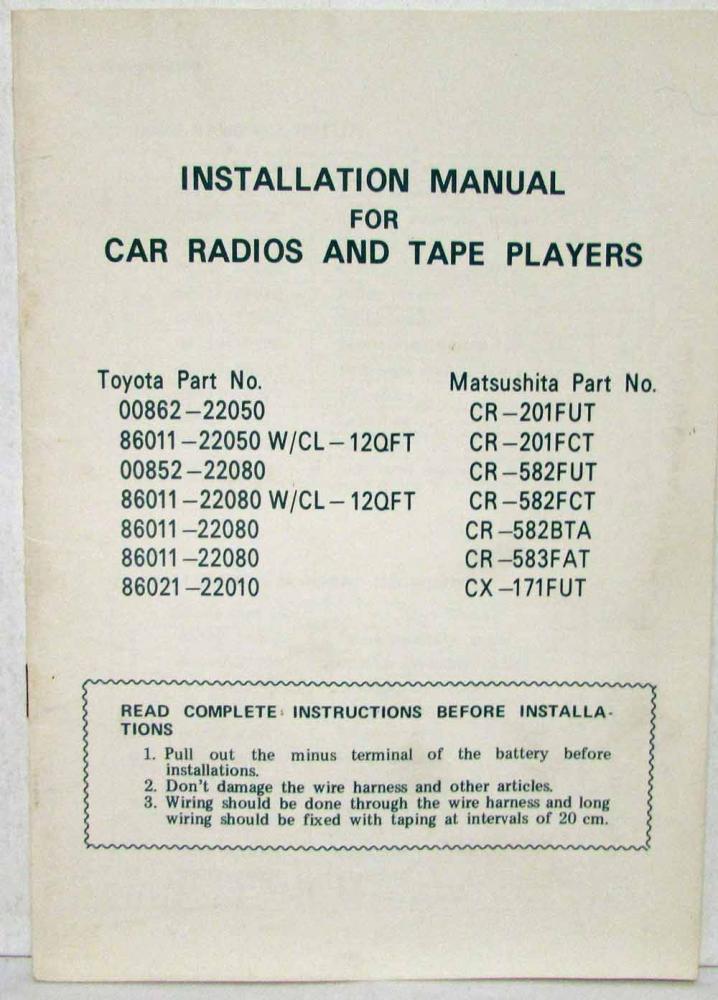 INSTALLATION MANUAL
FOR
CAR RADIOS AND TAPE PLAYERS
Toyota Part No. Matsushita Part No.
00862-22050 CR-201FUT
86011-22050 W/CL-12QFT CR-201FCT
00852-22080 CR-582FUT
86011-22080 W/CL-12QFT CR-582FCT
86011-22080 CR-582BTA
86011-22080 CR-583FAT
86021-22010 CX-171FUT
READ COMPLETE INSTRUCTIONS BEFORE INSTALLA-
TIONS
1. Pull out the minus terminal of the battery before
installations.
2. Don't damage the wire harness and other articles.
3. Wiring should be done through the wire harness and long
wiring should be fixed with taping at intervals of 20 cm.